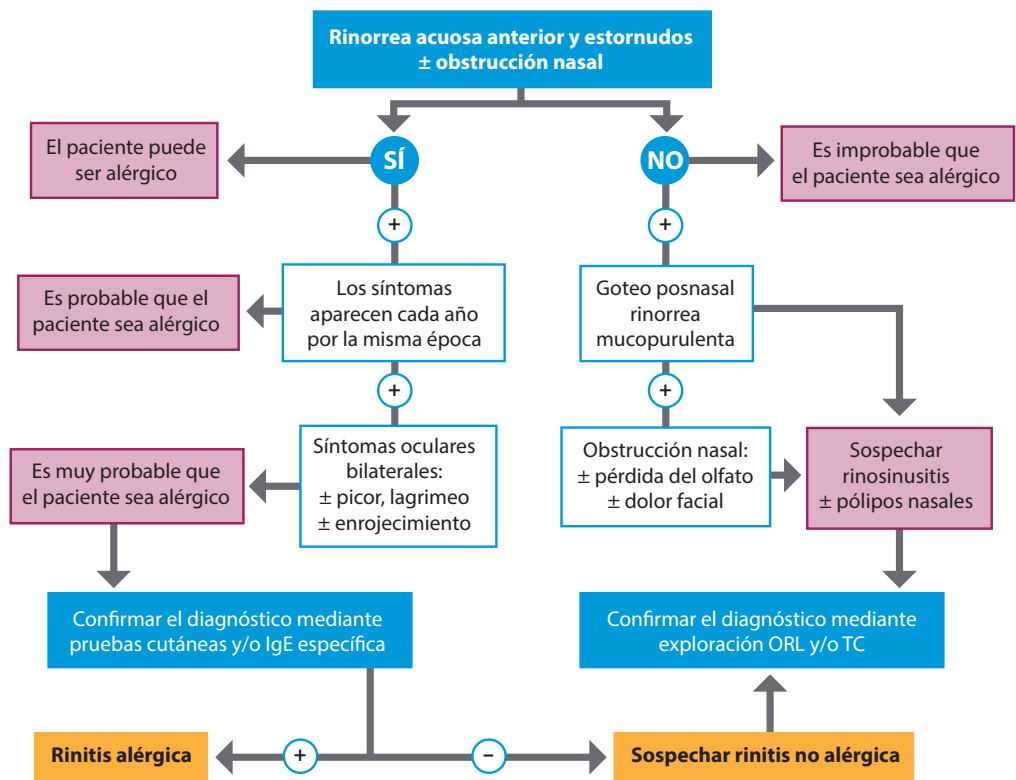 Rinorrea acuosa anterior y estornudos
± obstrucción nasal
El paciente puede
ser alérgico
SÍ
NO
Es improbable que
el paciente sea alérgico
+
+
Es probable que el
paciente sea alérgico
Los síntomas
aparecen cada año
por la misma época
Goteo posnasal
rinorrea
mucopurulenta
+
+
Es muy probable que
el paciente sea alérgico
Síntomas oculares
bilaterales:
± picor, lagrimeo
± enrojecimiento
Obstrucción nasal:
± pérdida del olfato
± dolor facial
Sospechar
rinosinusitis
± pólipos nasales
Confirmar el diagnóstico mediante
pruebas cutáneas y/o IgE específica
Confirmar el diagnóstico mediante
exploración ORL y/o TC
Rinitis alérgica
+
–
Sospechar rinitis no alérgica